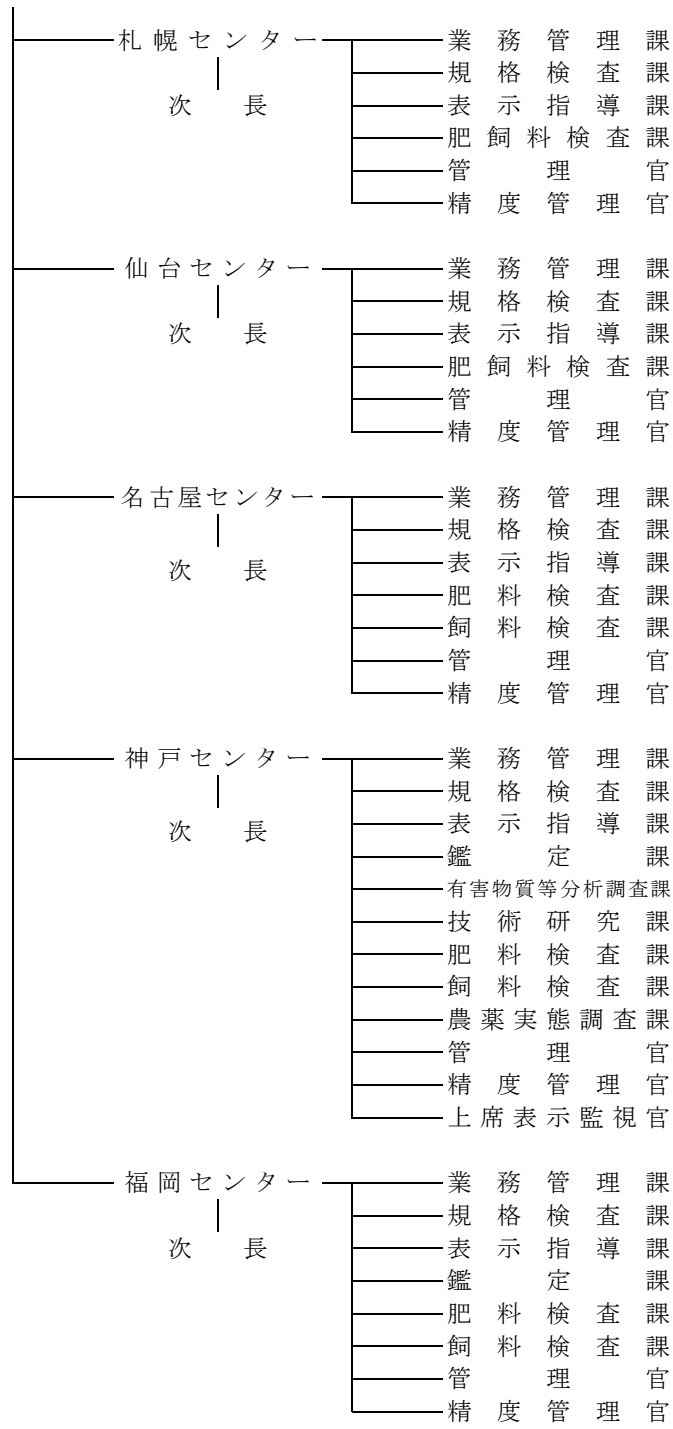 札幌センター 業務管理課
規格検査課
次長 表示指導課
肥飼料検査課
管理官
精度管理官
仙台センター 業務管理課
規格検査課
次長 表示指導課
肥飼料検査課
管理官
精度管理官
名古屋センター 業務管理課
規格検査課
次長 表示指導課
肥料検査課
飼料検査課
管理官
精度管理官
神戸センター 業務管理課
規格検査課
次長 表示指導課
鑑定課
有害物質等分析調査課
技術研究課
肥料検査課
飼料検査課
農薬実態調査課
管理官
精度管理官
上席表示監視官
福岡センター 業務管理課
規格検査課
次長 表示指導課
鑑定課
肥料検査課
飼料検査課
管理官
精度管理官